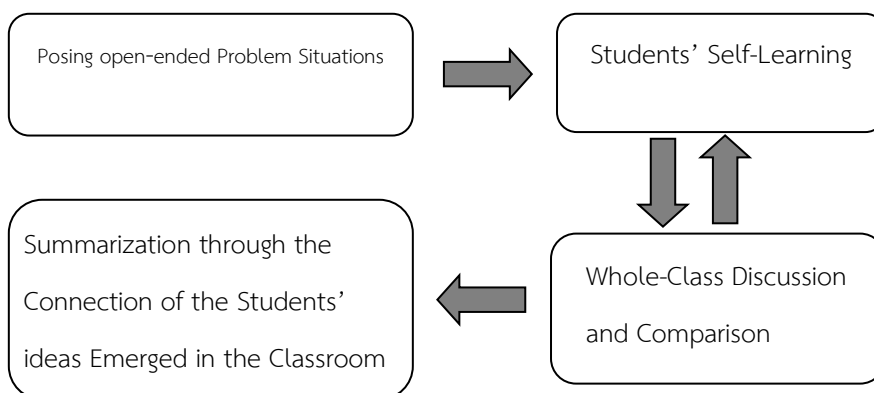 Posing open-ended Problem Situations
Students’ Self-Learning
Whole-Class Discussion
and Comparison
Summarization through the
Connection of the Students’
ideas Emerged in the Classroom